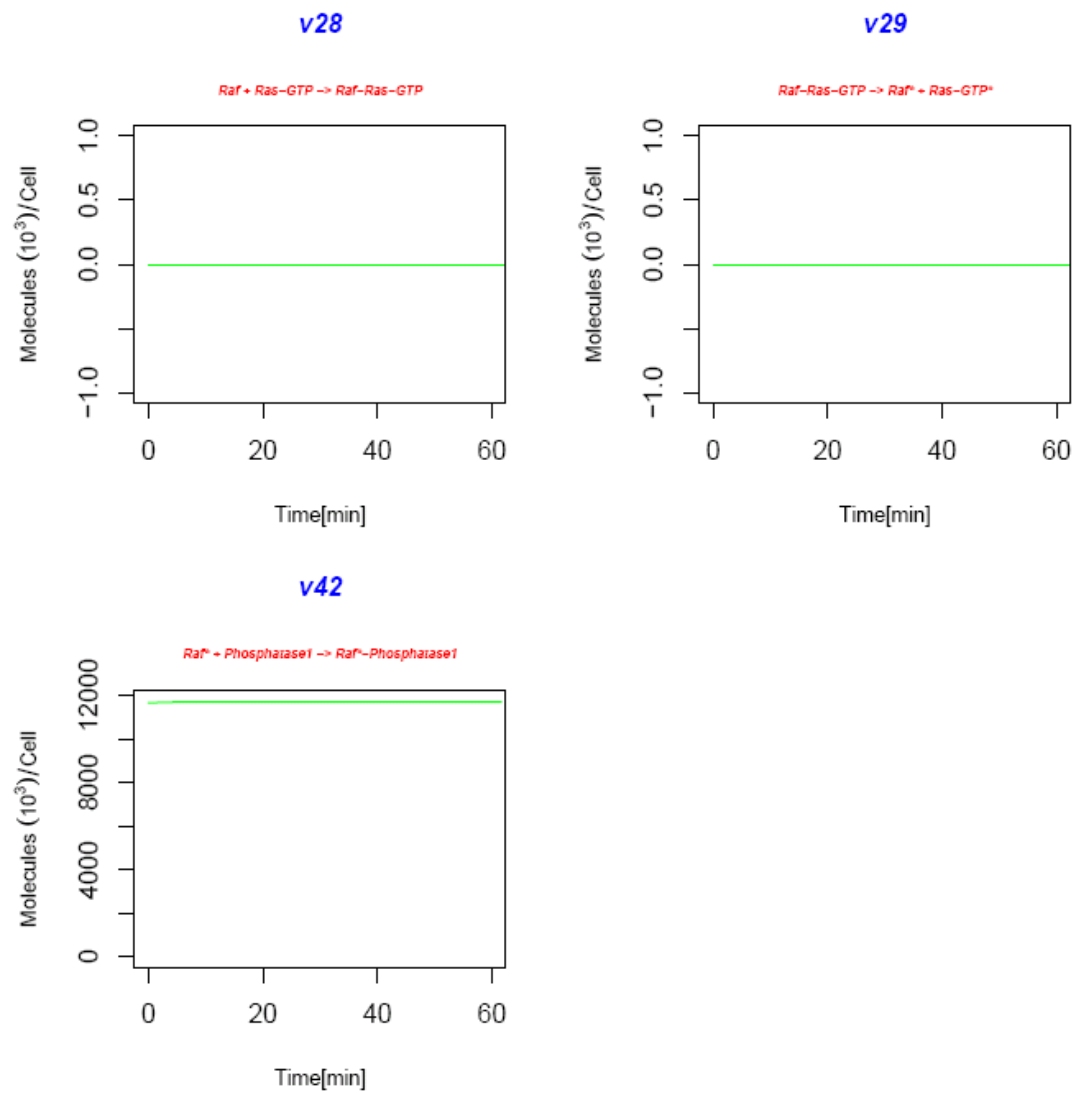 v28
Raf + Ras-GTP -> Raf-Ras-GTP
Molecules (10³)/Cell
1.0
0.5
0.0
-1.0
0 20 40 60
Time[min]
v29
Raf-Ras-GTP -> Raf* + Ras-GTP*
Molecules (10³)/Cell
1.0
0.5
0.0
-1.0
0 20 40 60
Time[min]
v42
Raf* + Phosphatase1 -> Raf*-Phosphatase1
Molecules (10³)/Cell
12000
8000
4000
0
0 20 40 60
Time[min]